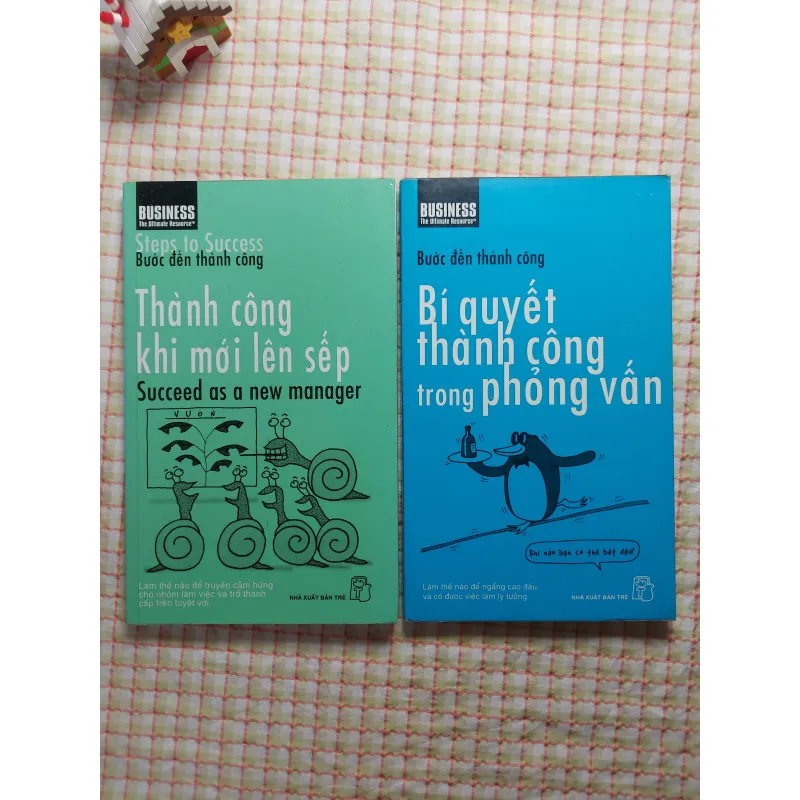 BUSINESS
The Ultimate Resource™
Steps to Success
Bước đến thành công
Thành công
khi mới lên sếp
Succeed as a new manager
VƯỜN
Làm thế nào để truyền cảm hứng
cho nhóm làm việc và trở thành
cấp trên tuyệt vời.
NHÀ XUẤT BẢN TRẺ
BUSINESS
The Ultimate Resource™
Bước đến thành công
Bí quyết
thành công
trong phỏng vấn
Khi nào bạn có thể bắt đầu?
Làm thế nào để ngẩng cao đầu
và có được việc làm lý tưởng
NHÀ XUẤT BẢN TRẺ